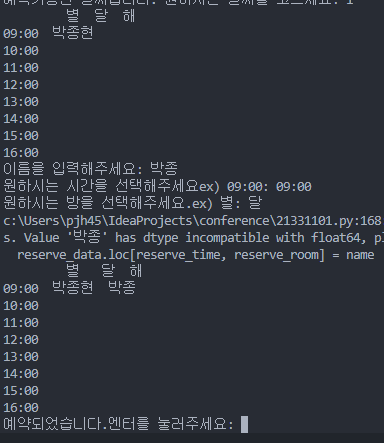 별 달 해
09:00 박종현
10:00
11:00
12:00
13:00
14:00
15:00
16:00
이름을 입력해주세요: 박종
원하시는 시간을 선택해주세요ex) 09:00: 09:00
원하시는 방을 선택해주세요.ex) 별: 달
c:\Users\pjh45\IdeaProjects\conference\21331101.py:168
s. Value '박종' has dtype incompatible with float64, pl
reserve_data.loc[reserve_time, reserve_room] = name
별 달 해
09:00 박종현 박종
10:00
11:00
12:00
13:00
14:00
15:00
16:00
예약되었습니다.엔터를 눌러주세요: